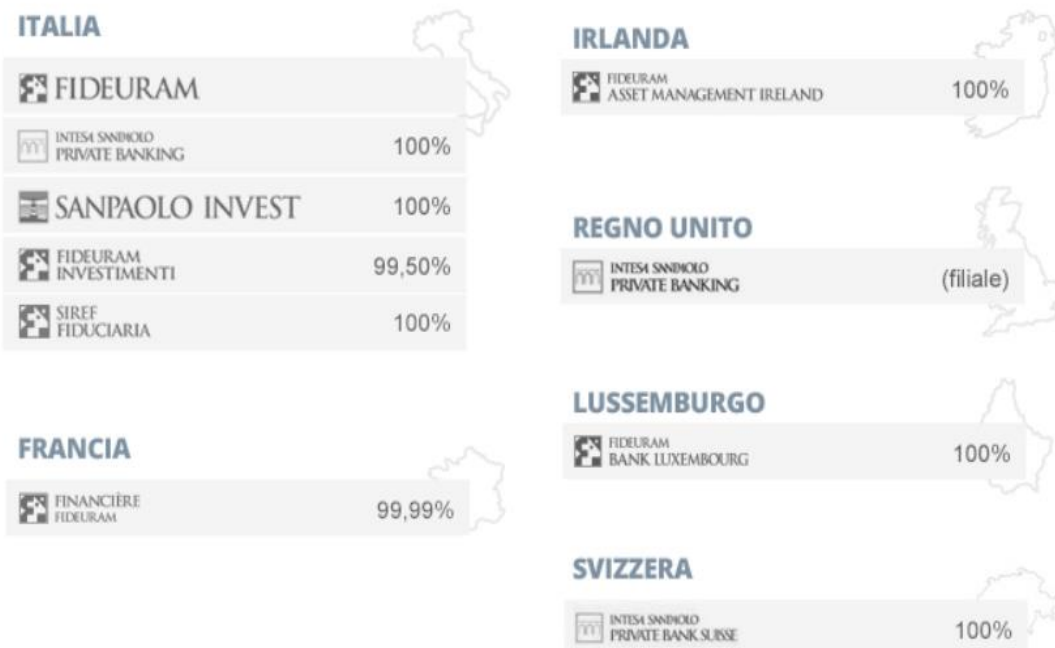 ITALIA
FIDEURAM
INTESA SANPAOLO
PRIVATE BANKING 100%
SANPAOLO INVEST 100%
FIDEURAM
INVESTIMENTI 99,50%
SIREF
FIDUCIARIA 100%
FRANCIA
FINANCIÈRE
FIDEURAM 99,99%
IRLANDA
FIDEURAM
ASSET MANAGEMENT IRELAND 100%
REGNO UNITO
INTESA SANPAOLO
PRIVATE BANKING (filiale)
LUSSEMBURGO
FIDEURAM
BANK LUXEMBOURG 100%
SVIZZERA
INTESA SANPAOLO
PRIVATE BANK SUISSE 100%